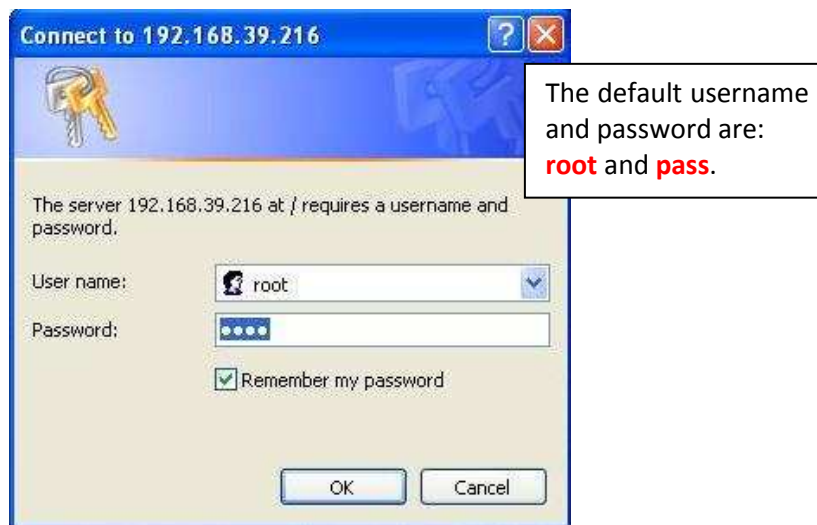 Connect to 192.168.39.216
The default username
and password are:
root and pass.
The server 192.168.39.216 at / requires a username and
password.
User name:
root
Password:
Remember my password
OK
Cancel